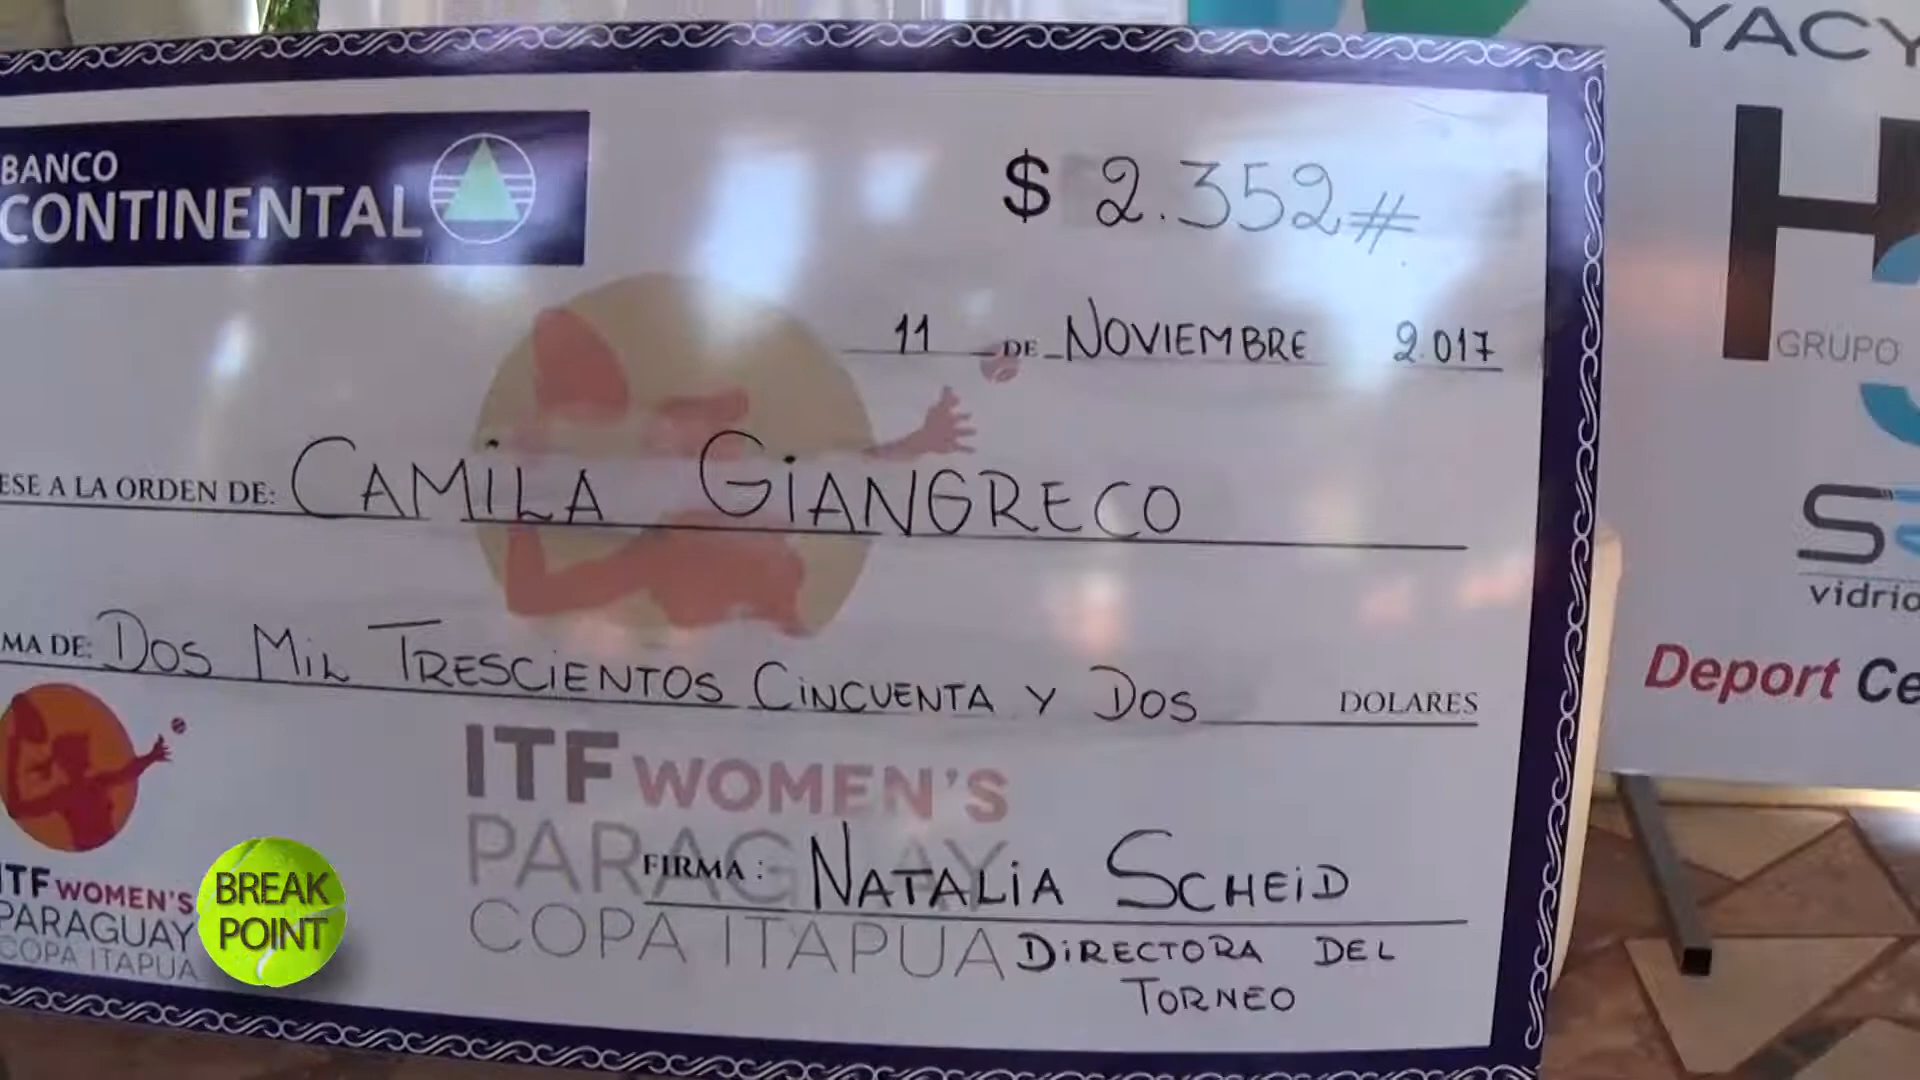 BANCO
CONTINENTAL
$ 2.352#
11 DE NOVIEMBRE 2.017
ESE A LA ORDEN DE: CAMILA GIANGRECO
MA DE: DOS MIL TRESCIENTOS CINCUENTA Y DOS DOLARES
ITF WOMEN'S
PARAGUAY
COPA ITAPUA
FIRMA: NATALIA SCHEID
DIRECTORA DEL
TORNEO
ITF WOMEN'S
PARAGUAY
COPA ITAPUA
BREAK
POINT
YACY
H
GRUPO
vidrio
Deport Ce